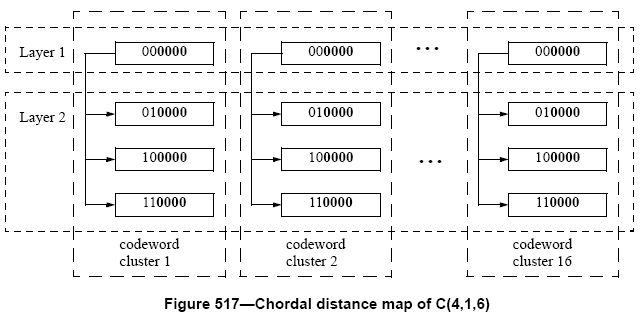 Layer 1
000000 000000 ... 000000
Layer 2
010000 010000 010000
100000 100000 ... 100000
110000 110000 110000
codeword cluster 1
codeword cluster 2
codeword cluster 16
Figure 517—Chordal distance map of C(4,1,6)